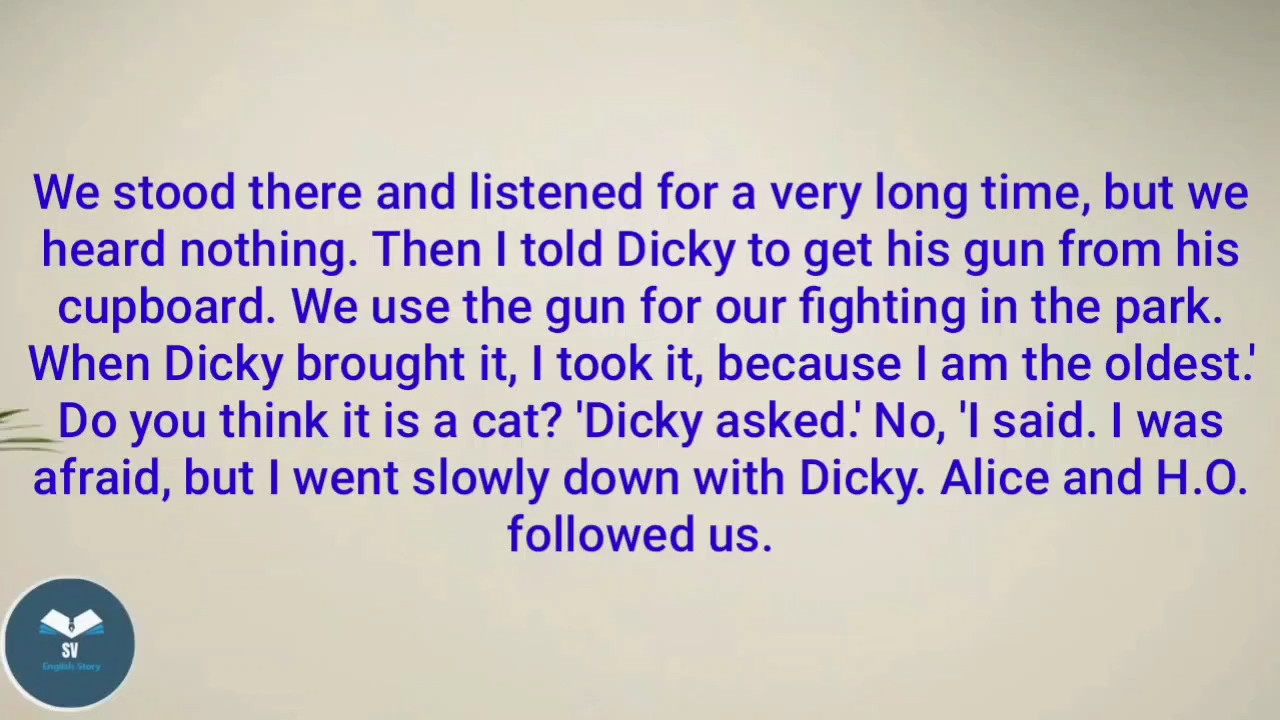 We stood there and listened for a very long time, but we
heard nothing. Then I told Dicky to get his gun from his
cupboard. We use the gun for our fighting in the park.
When Dicky brought it, I took it, because I am the oldest.'
Do you think it is a cat? 'Dicky asked.' No, 'I said. I was
afraid, but I went slowly down with Dicky. Alice and H.O.
followed us.
SV
English Story